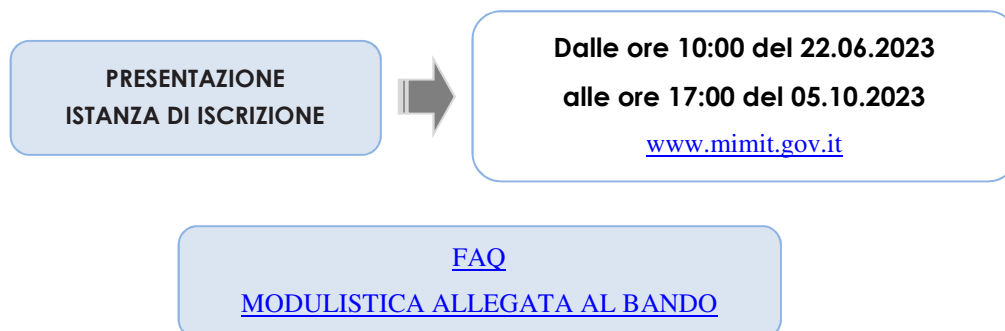 PRESENTAZIONE
ISTANZA DI ISCRIZIONE
Dalle ore 10:00 del 22.06.2023
alle ore 17:00 del 05.10.2023
www.mimit.gov.it
FAQ
MODULISTICA ALLEGATA AL BANDO